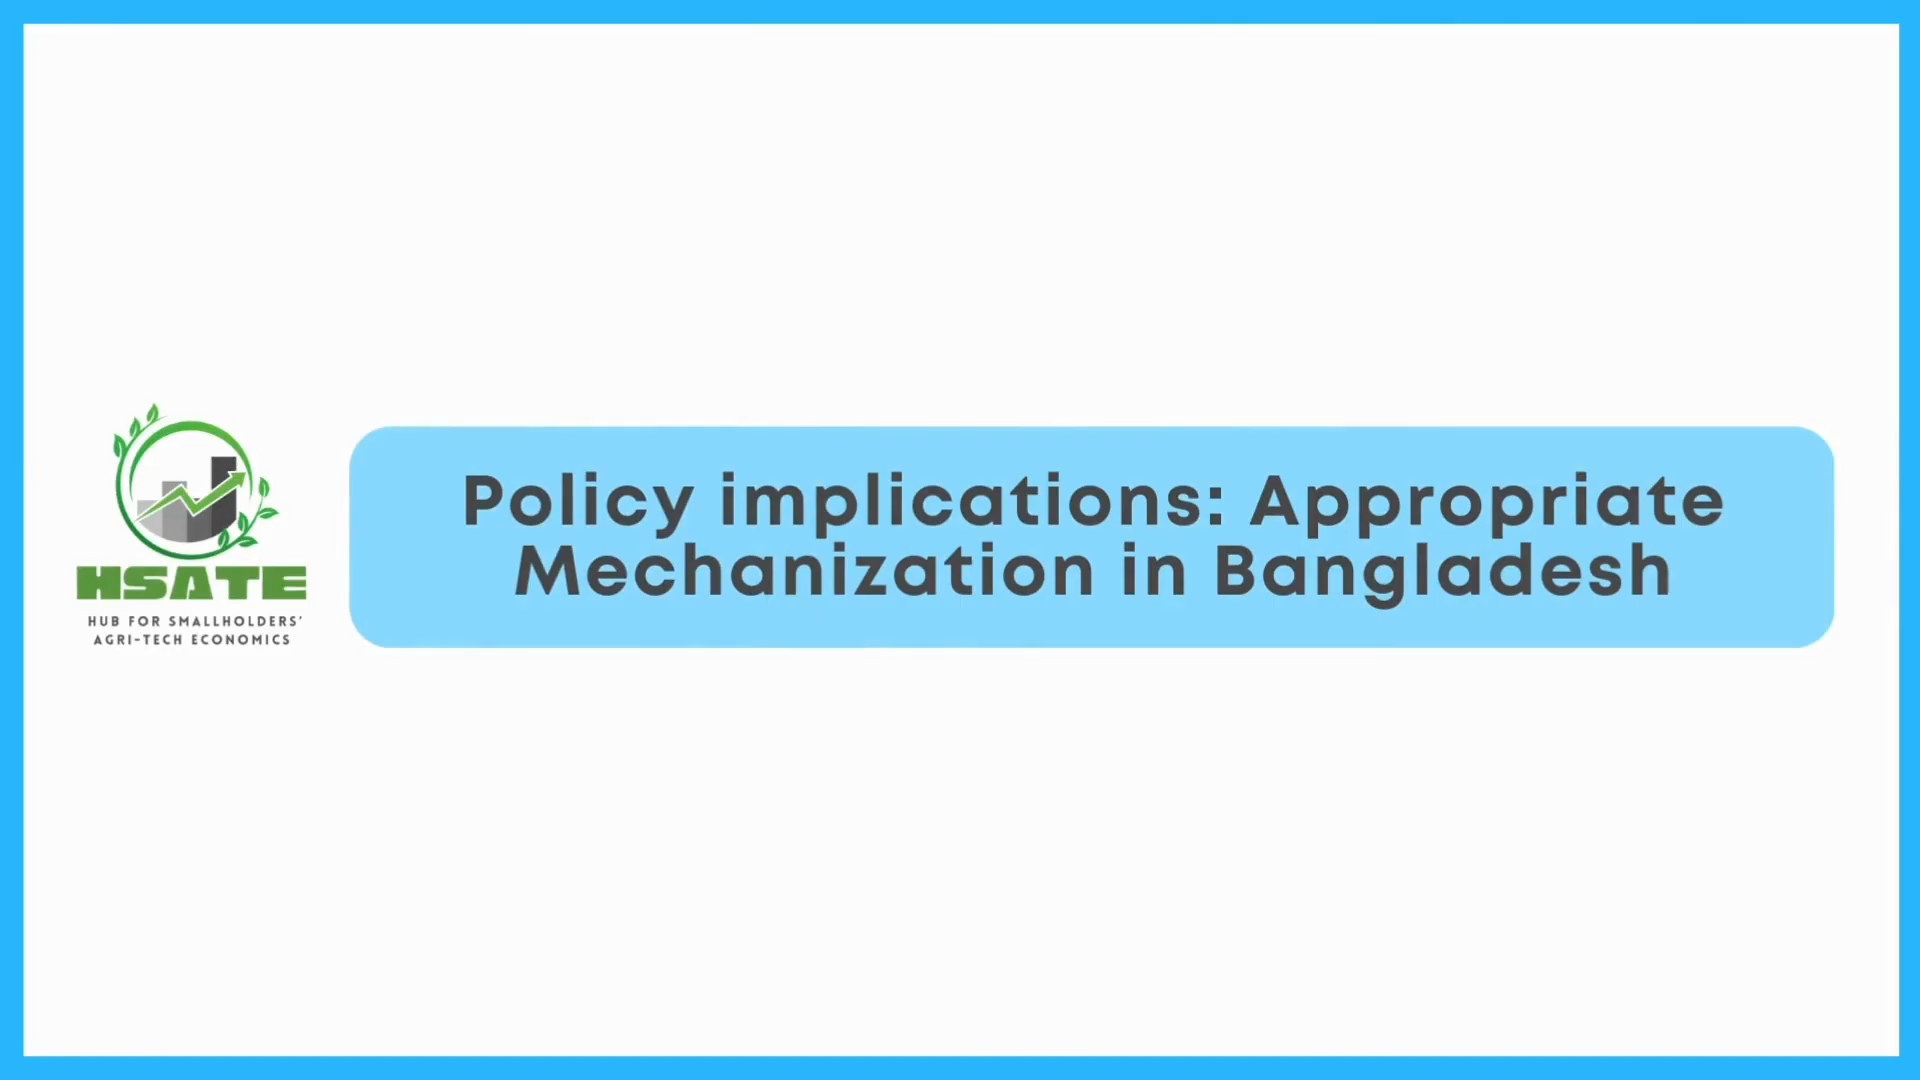 HSATE
HUB FOR SMALLHOLDERS'
AGRI-TECH ECONOMICS
Policy implications: Appropriate
Mechanization in Bangladesh